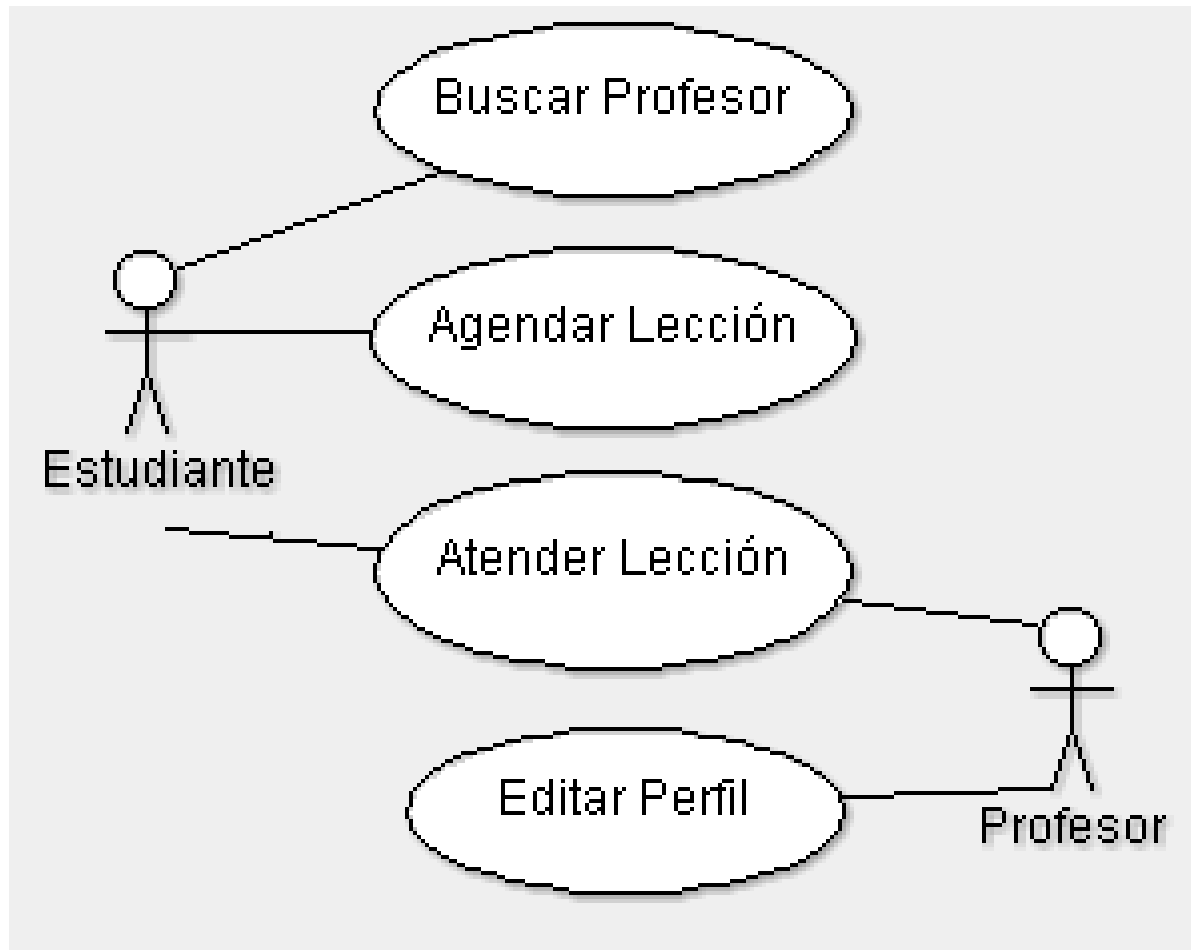 Buscar Profesor
Agendar Lección
Estudiante
Atender Lección
Editar Perfil
Profesor